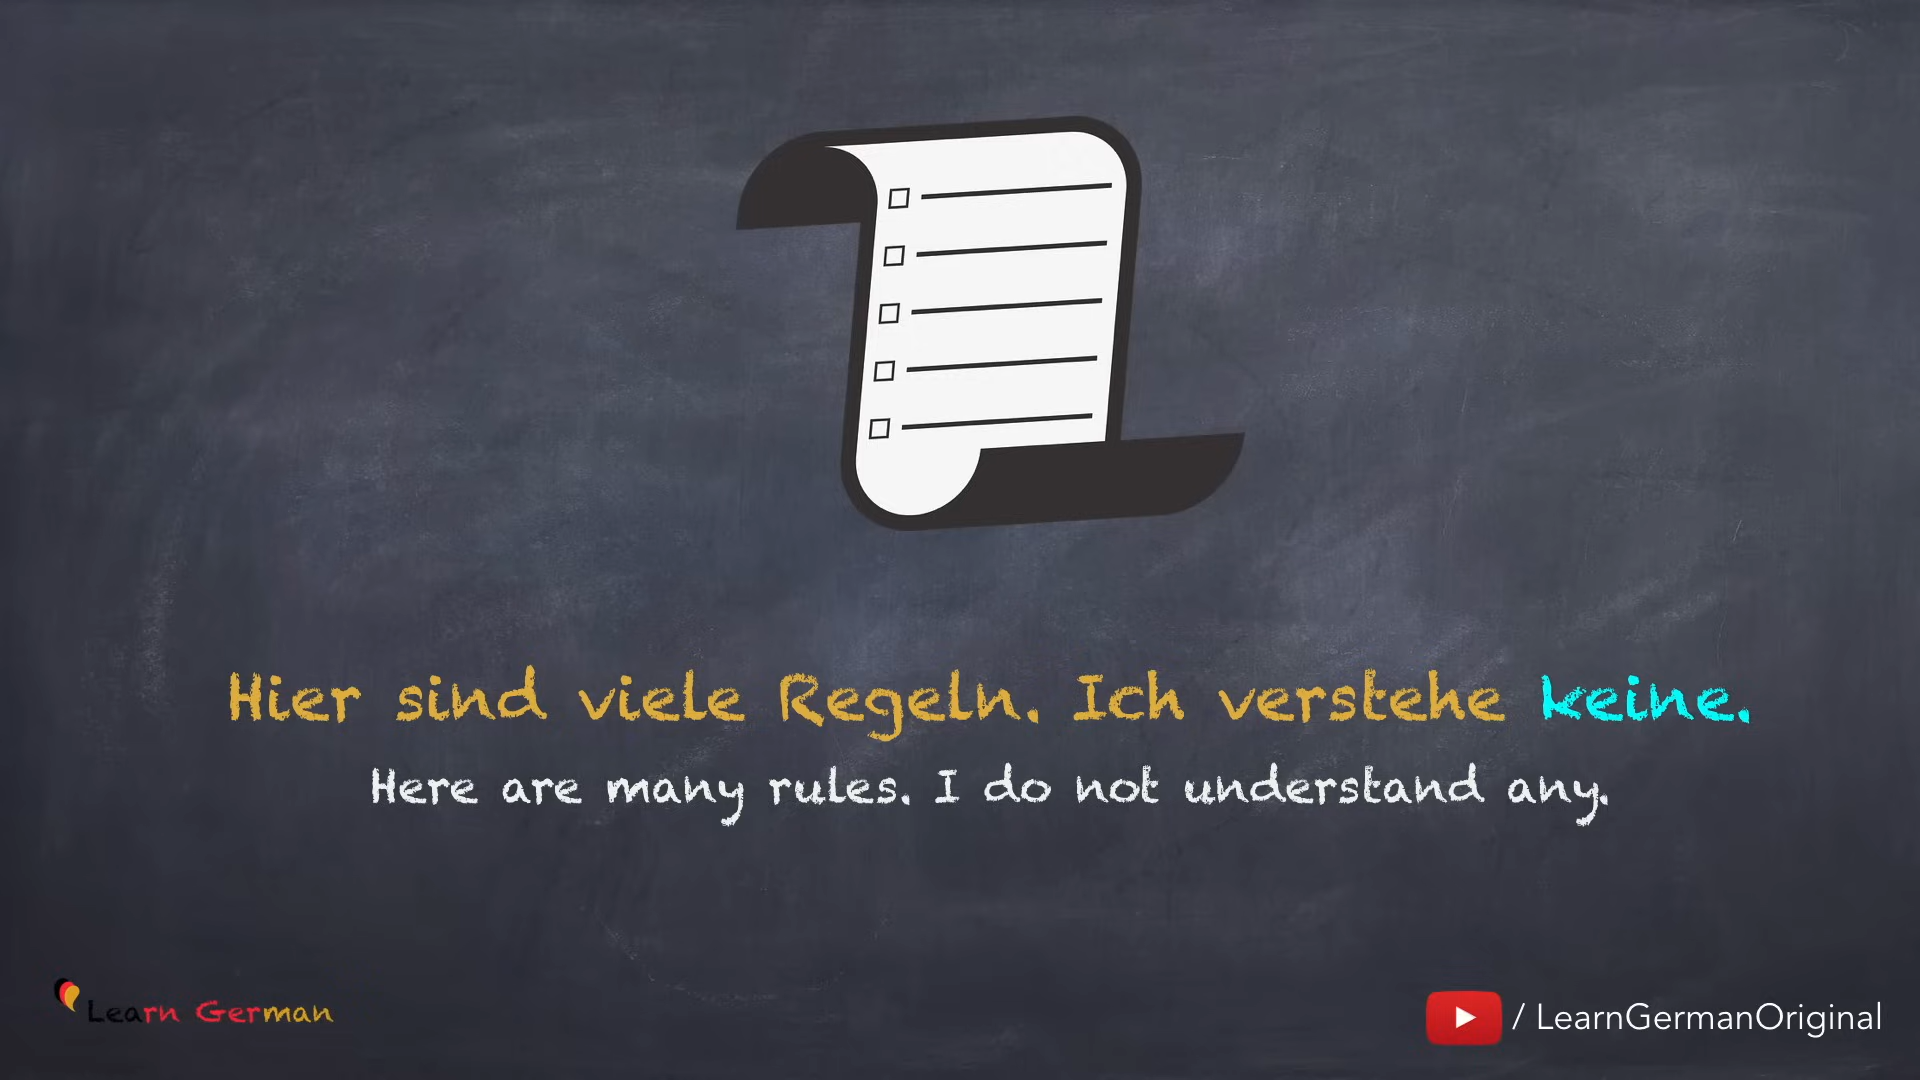 Hier sind viele Regeln. Ich verstehe keine.
Here are many rules. I do not understand any.
Learn German
/ LearnGermanOriginal